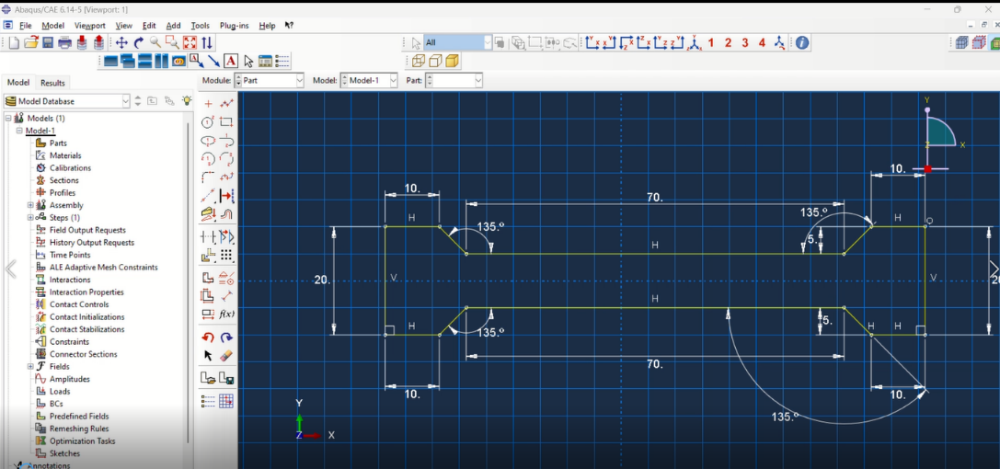 Abaqus/CAE 6.14-5 [Viewport: 1]
File Model Viewport View Edit Add Tools Plug-ins Help
All
1 2 3 4
Model Results
Module: Part Model: Model-1 Part:
Model Database
Models (1)
Model-1
Parts
Materials
Calibrations
Sections
Profiles
Assembly
Steps (1)
Field Output Requests
History Output Requests
Time Points
ALE Adaptive Mesh Constraints
Interactions
Interaction Properties
Contact Controls
Contact Initializations
Contact Stabilizations
Constraints
Connector Sections
Fields
Amplitudes
Loads
BCs
Predefined Fields
Remeshing Rules
Optimization Tasks
Sketches
Annotations
f(x)
Y
Z X
10.
10.
70.
H
135.º
135.º
H
5.
H
20.
V
V
H
H
5.
H
H
135.º
70.
10.
10.
135.º
Y
Z X